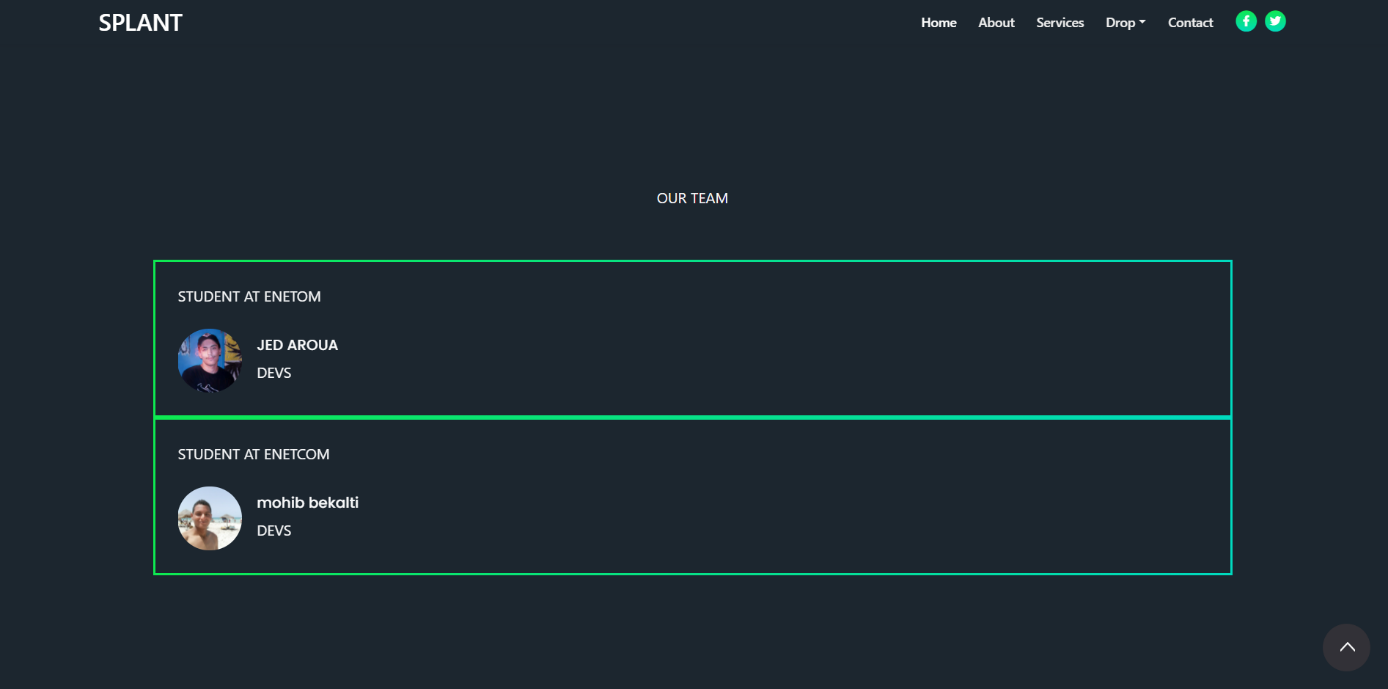 SPLANT
Home About Services Drop Contact
OUR TEAM
STUDENT AT ENETOM
JED AROUA
DEVS
STUDENT AT ENETCOM
mohib bekalti
DEVS